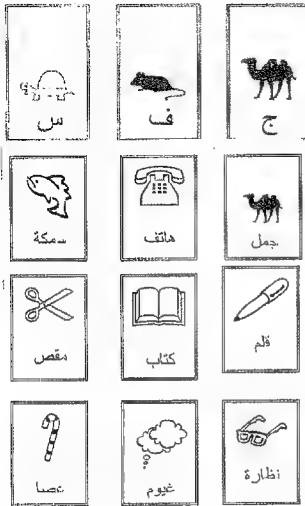 ج
ف
س
جمل
هاتف
سمكة
قلم
كتاب
مقص
نظارة
غيوم
عصا